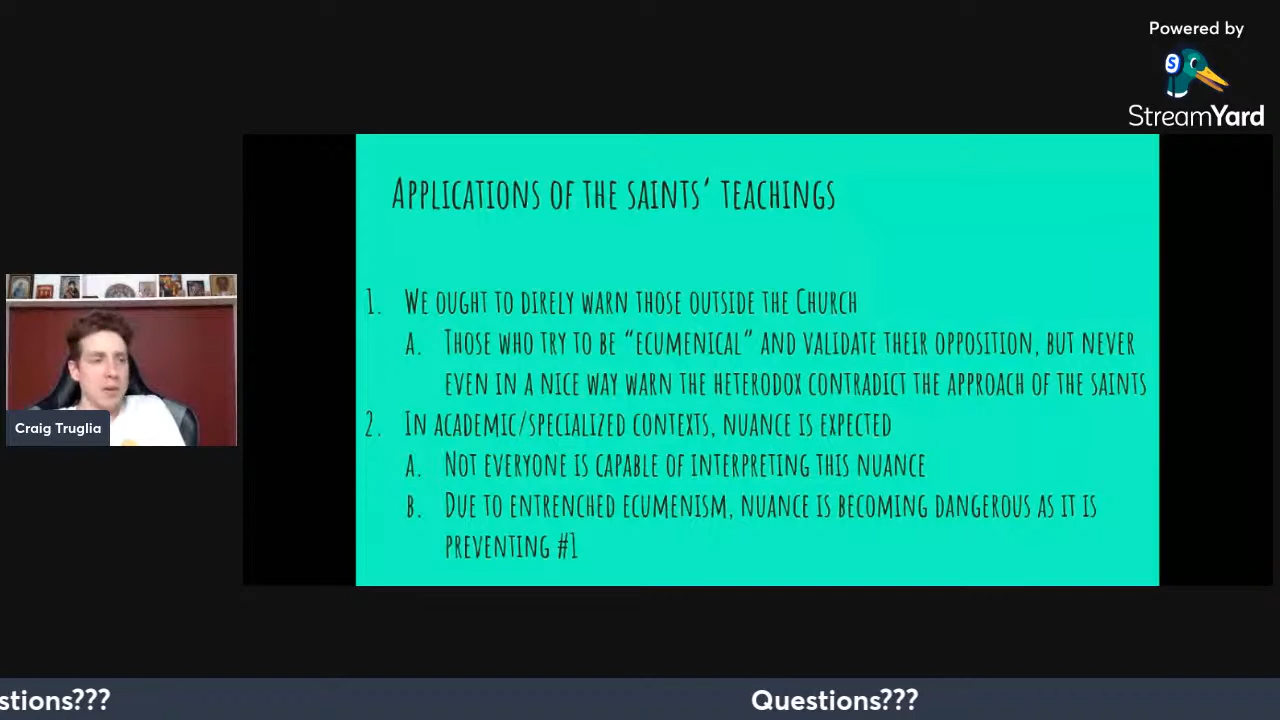 Powered by
S
StreamYard
Applications of the saints' teachings
1. We ought to direly warn those outside the Church
A. Those who try to be “ecumenical” and validate their opposition, but never
even in a nice way warn the heterodox contradict the approach of the saints
2. In academic/specialized contexts, nuance is expected
A. Not everyone is capable of interpreting this nuance
B. Due to entrenched ecumenism, nuance is becoming dangerous as it is
preventing #1
Craig Truglia
stions??? Questions???